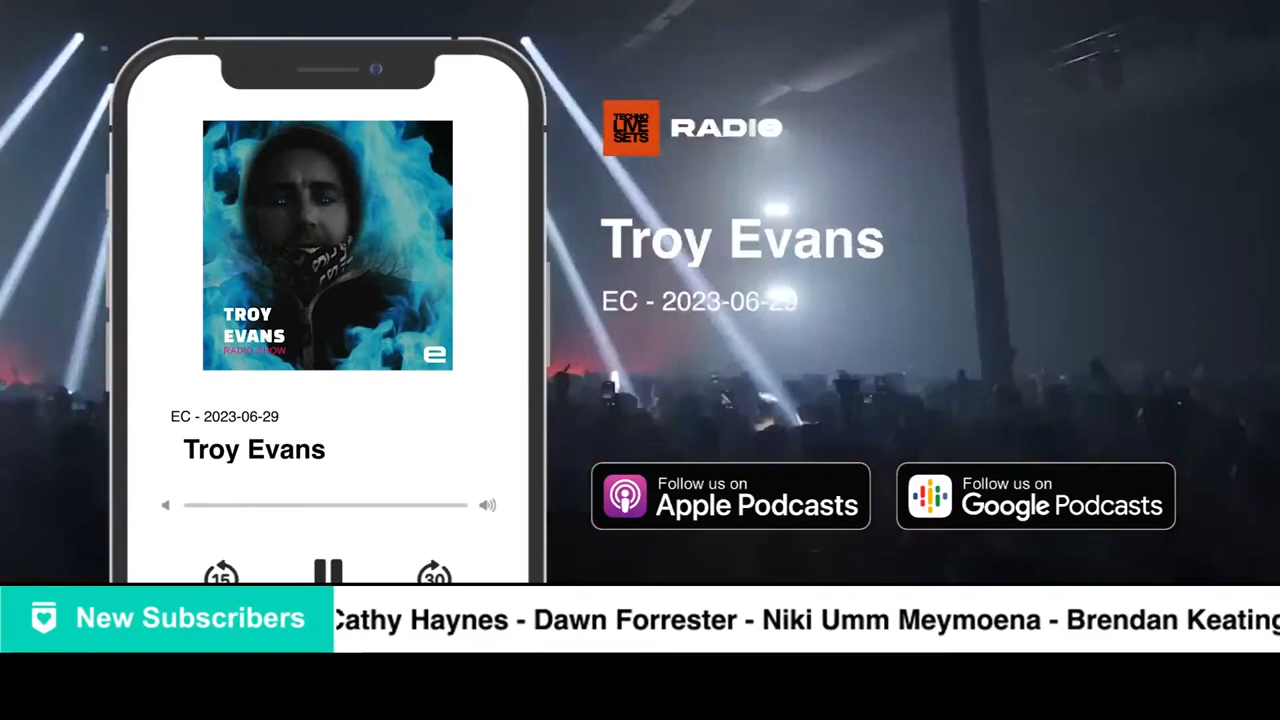 TROY
EVANS
RADIO SHOW
e
EC - 2023-06-29
Troy Evans
15
30
TECHNO
LIVE
SETS
RADIO
Troy Evans
EC - 2023-06-29
Follow us on
Apple Podcasts
Follow us on
Google Podcasts
New Subscribers
Cathy Haynes - Dawn Forrester - Niki Umm Meymoena - Brendan Keating